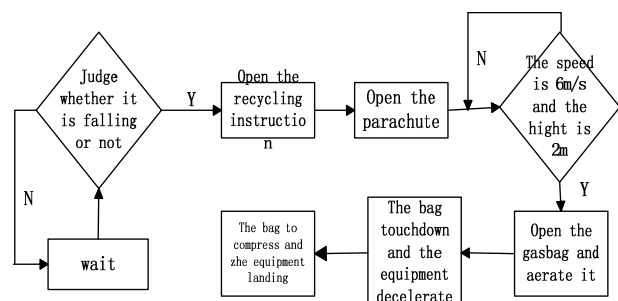 Judge
whether it
is falling
or not
N
wait
Y
Open the
recycling
instructio
n
Open the
parachute
N
The speed
is 6m/s
and the
hight is
2m
Y
Open the
gasbag and
aerate it
The bag
touchdown
and the
equipment
decelerate
The bag to
compress and
zhe equipment
landing